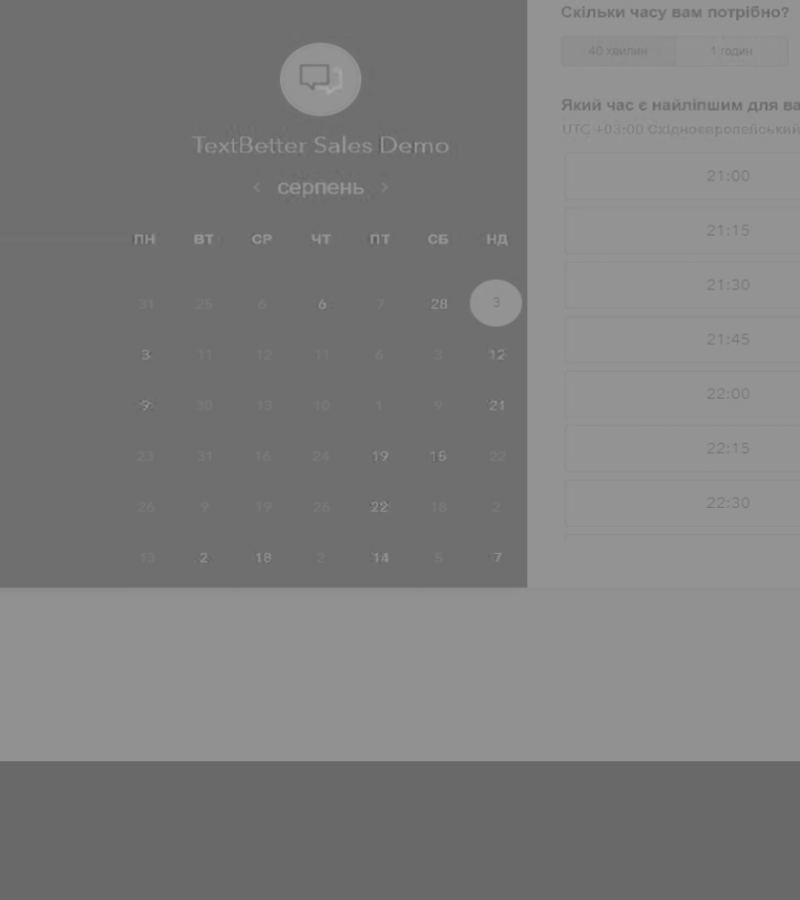 Скільки часу вам потрібно?
40 хвилин 1 годин
Який час є найліпшим для
UTC +03:00 Східноєвропейський
TextBetter Sales Demo
‹ серпень ›
ПН ВТ СР ЧТ ПТ СБ НД
31 25 6 6 7 28 3
3 11 12 11 6 3 12
9 30 13 10 1 9 21
23 31 16 24 19 15 22
26 9 19 26 22 18 2
13 2 18 2 14 5 7
21:00
21:15
21:30
21:45
22:00
22:15
22:30